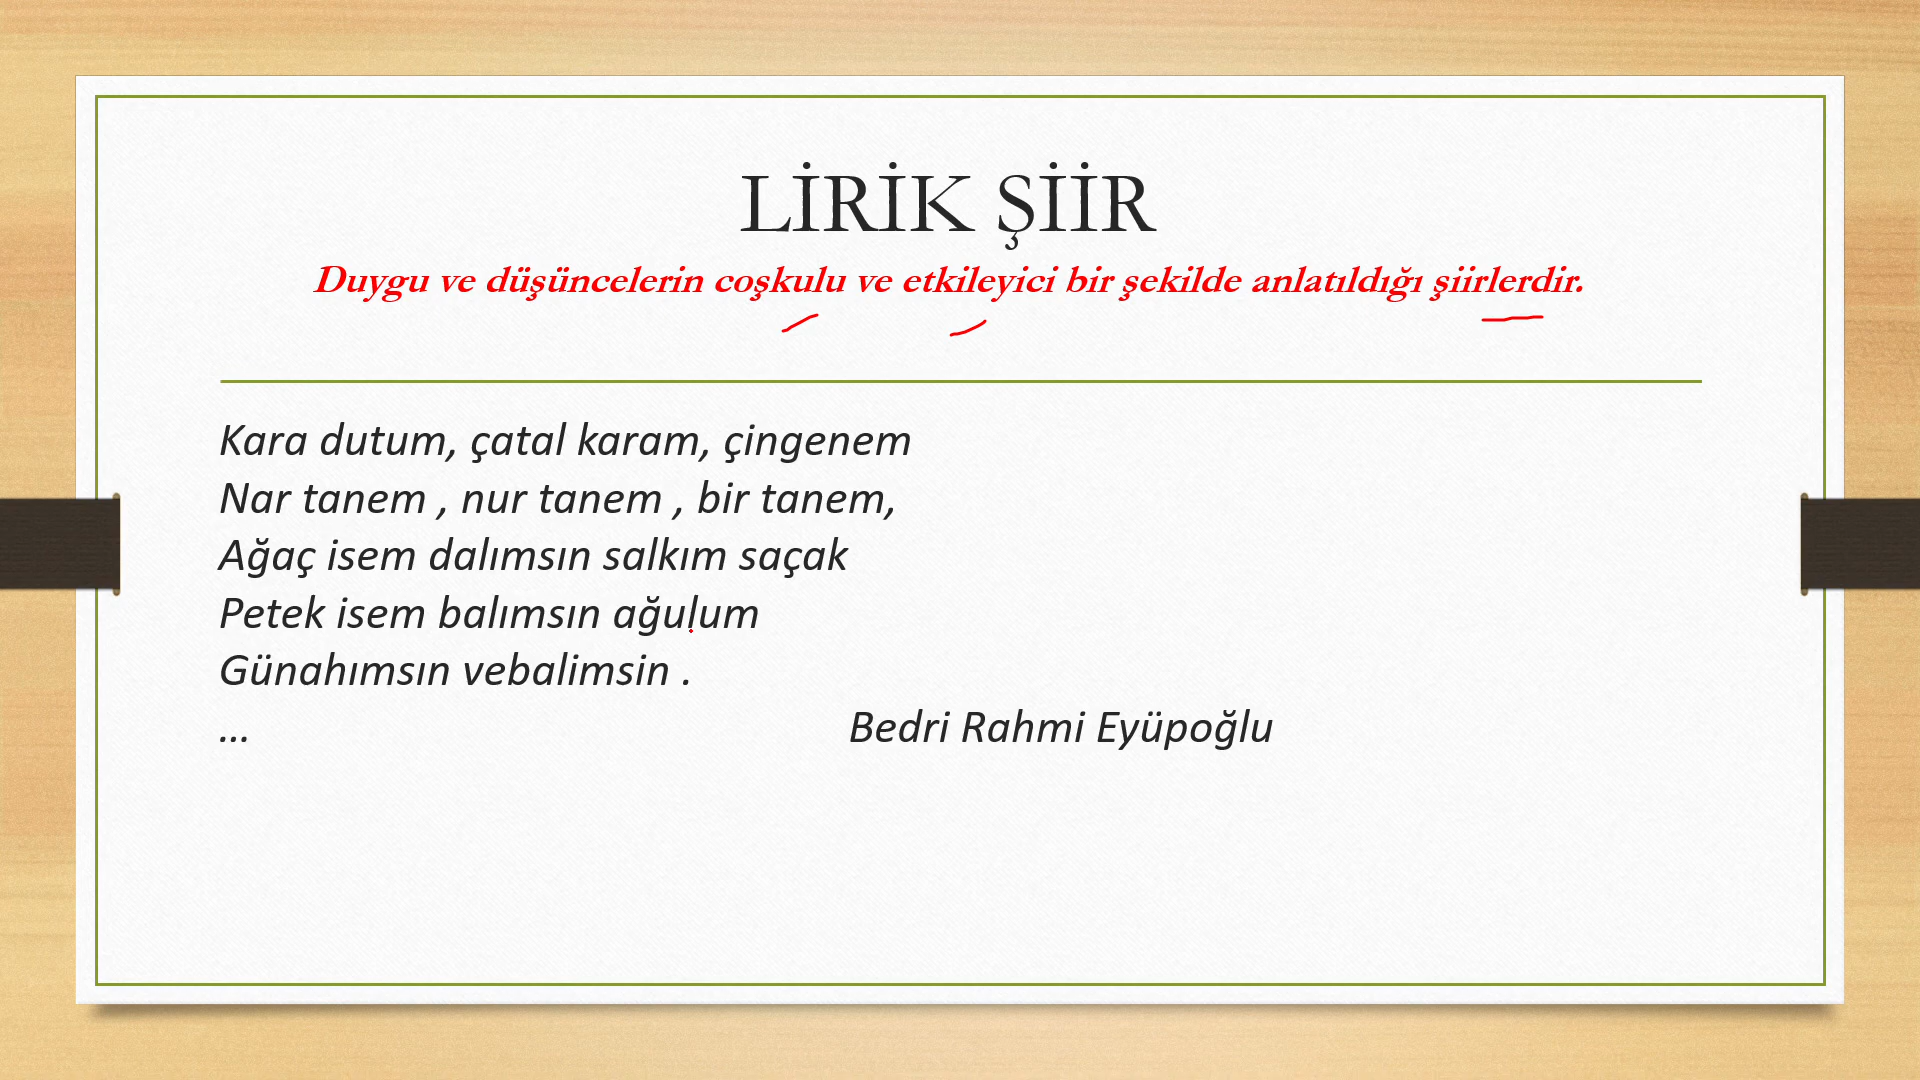 LİRİK ŞİİR
Duygu ve düşüncelerin coşkulu ve etkileyici bir şekilde anlatıldığı şiirlerdir.
Kara dutum, çatal karam, çingenem
Nar tanem , nur tanem , bir tanem,
Ağaç isem dalımsın salkım saçak
Petek isem balımsın ağulum
Günahımsın vebalimsin .
... Bedri Rahmi Eyüpoğlu